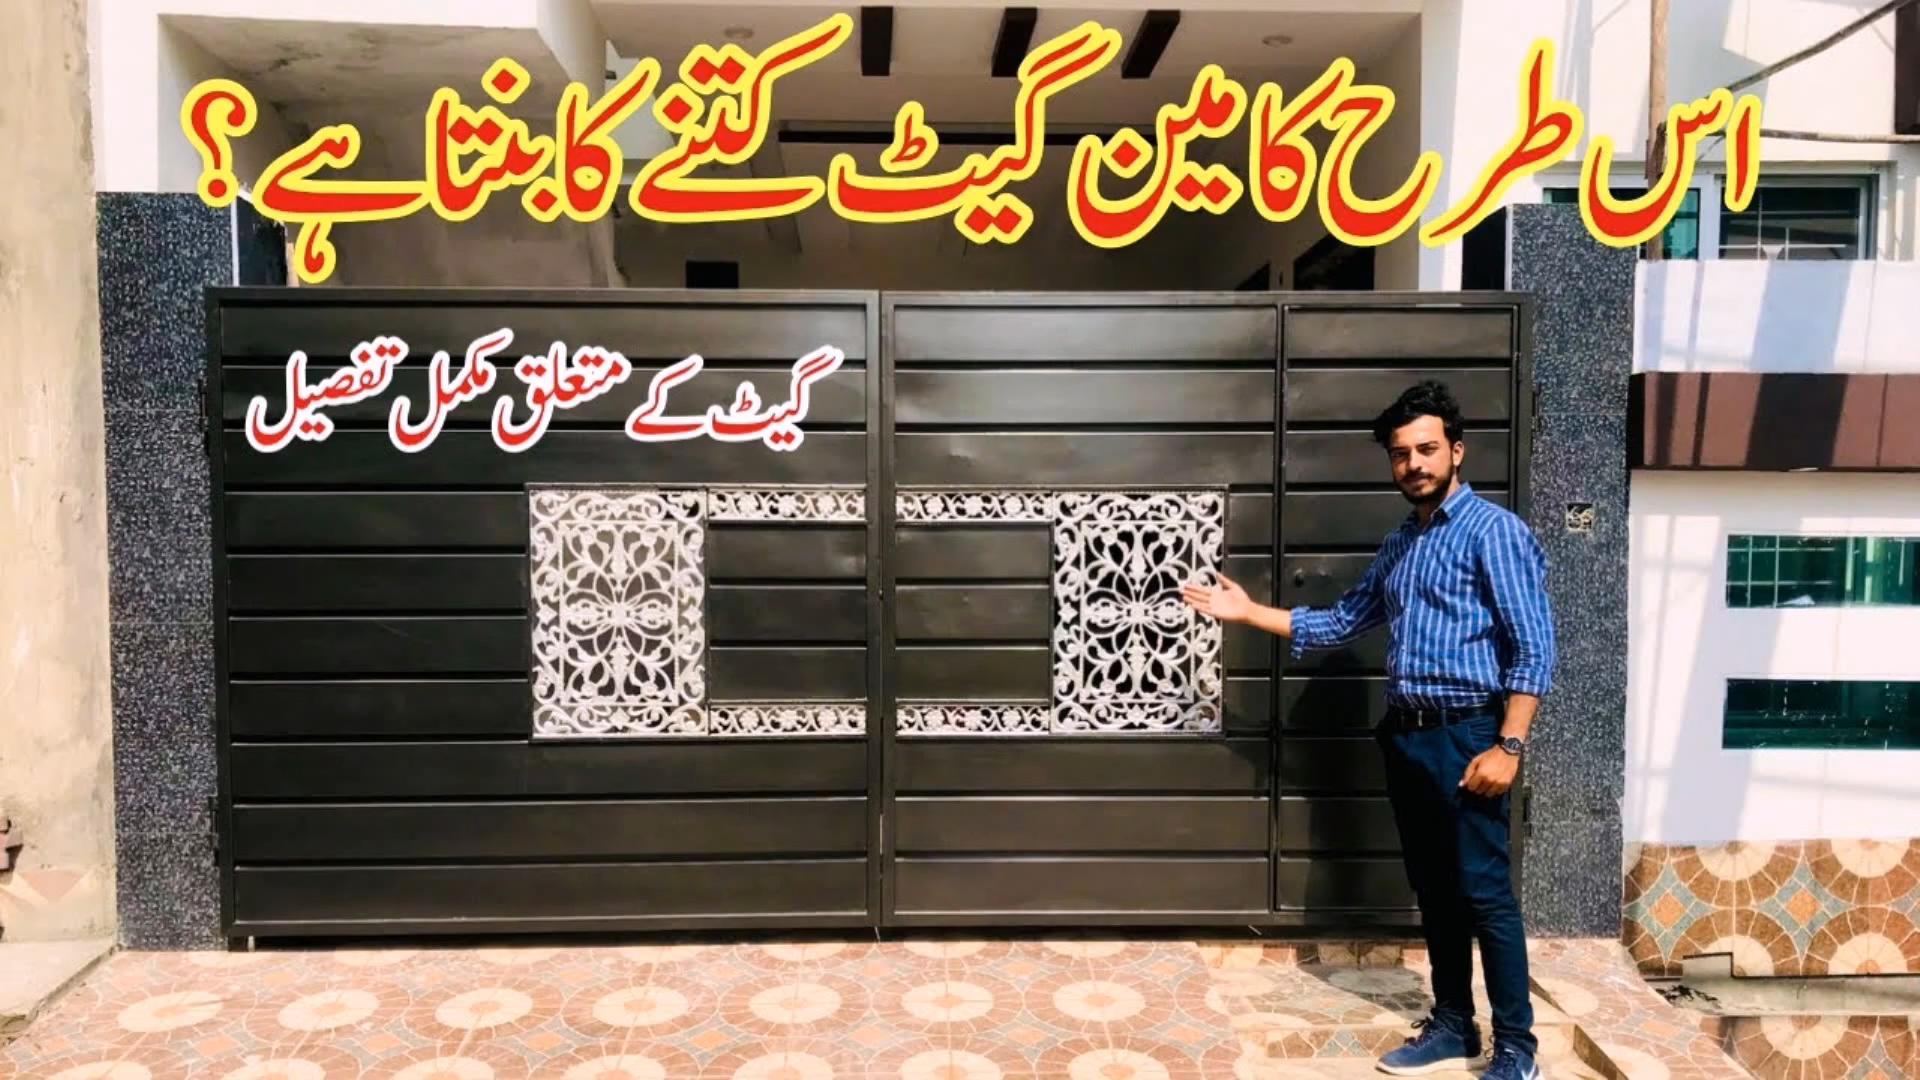 اس طرح کا مین گیٹ کتنے کا بنتا ہے؟
گیٹ کے متعلق مکمل تفصیل